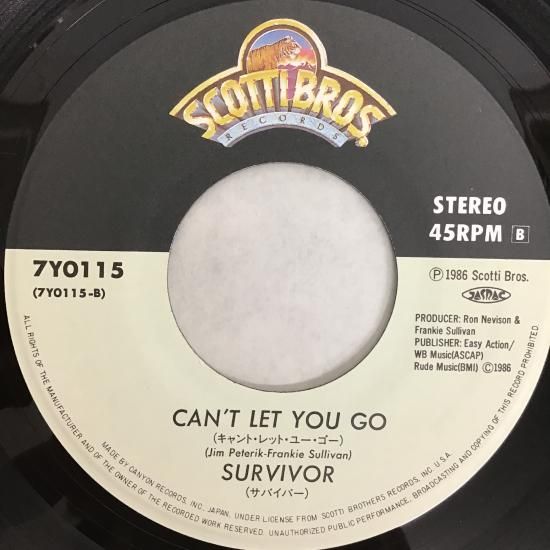 SCOTTI BROS.
RECORDS
STEREO
45RPM B
7Y0115
(7Y0115-B)
Ⓟ 1986 Scotti Bros.
JASRAC
PRODUCER: Ron Nevison &
Frankie Sullivan
PUBLISHER: Easy Action/
WB Music(ASCAP)
Rude Music(BMI) ©1986
CAN'T LET YOU GO
(キャント・レット・ユー・ゴー)
(Jim Peterik-Frankie Sullivan)
SURVIVOR
(サバイバー)
MADE BY CANYON RECORDS, INC. JAPAN, UNDER LICENSE FROM SCOTTI BROTHERS RECORDS, INC. U.S.A.
ALL RIGHTS OF THE MANUFACTURER AND OF THE OWNER OF THE RECORDED WORK RESERVED. UNAUTHORIZED PUBLIC PERFORMANCE, BROADCASTING AND COPYING OF THIS RECORD PROHIBITED.